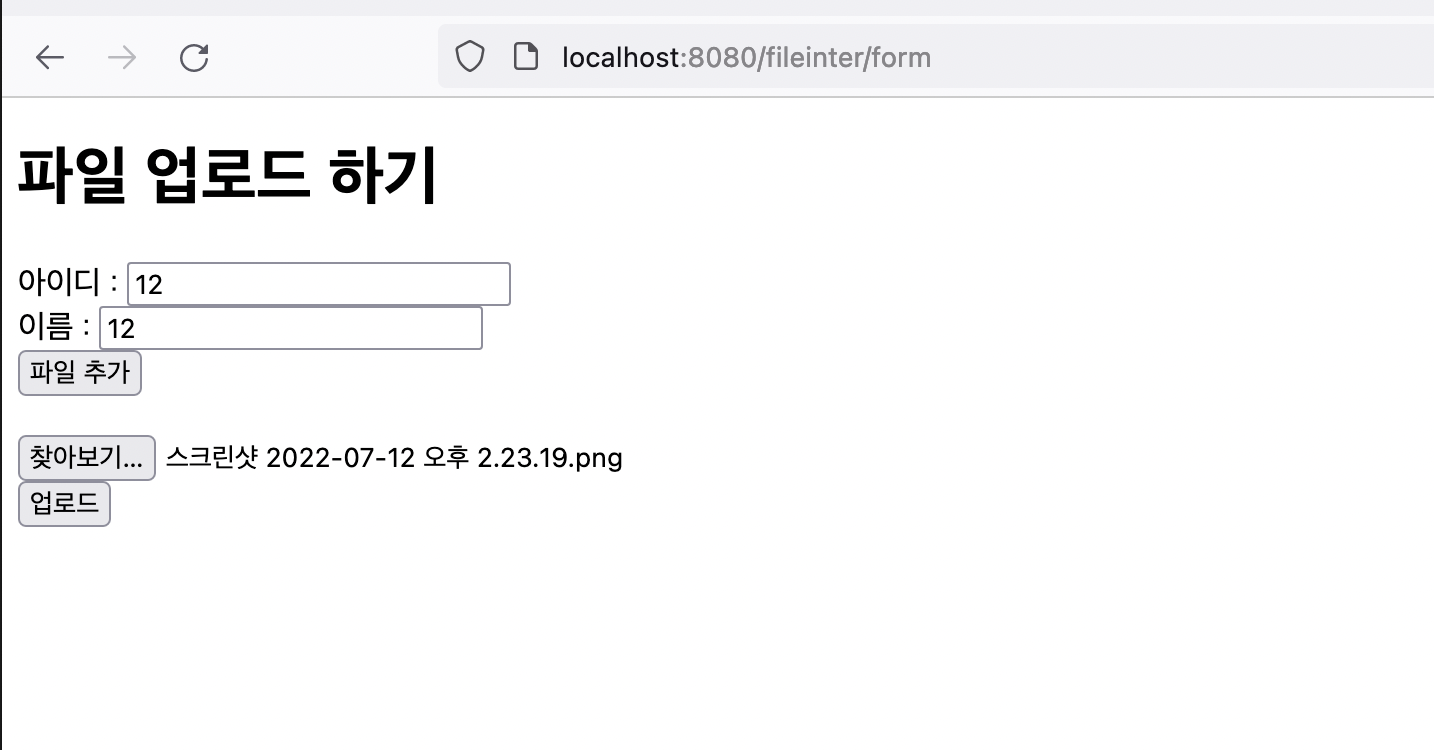 localhost:8080/fileinter/form
파일 업로드 하기
아이디 : 12
이름 : 12
파일 추가
찾아보기... 스크린샷 2022-07-12 오후 2.23.19.png
업로드